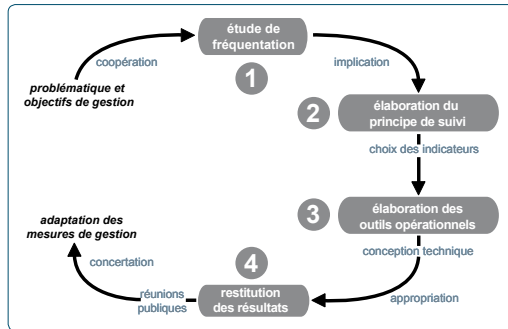 étude de
fréquentation
coopération
implication
1
problématique et
objectifs de gestion
2
élaboration du
principe de suivi
choix des indicateurs
3
élaboration des
outils opérationnels
conception technique
appropriation
4
restitution
des résultats
réunions
publiques
concertation
adaptation des
mesures de gestion